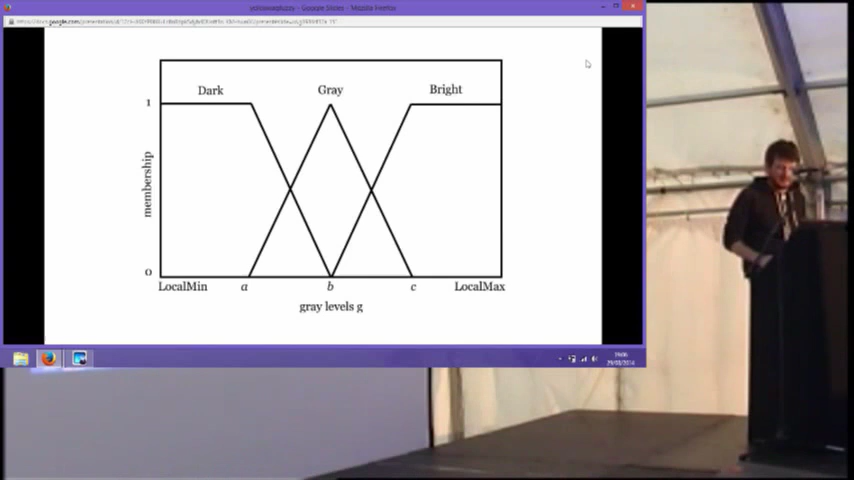 Google Slides - Mozilla Firefox
Dark
Gray
Bright
1
membership
0
LocalMin
a
b
c
LocalMax
gray levels g